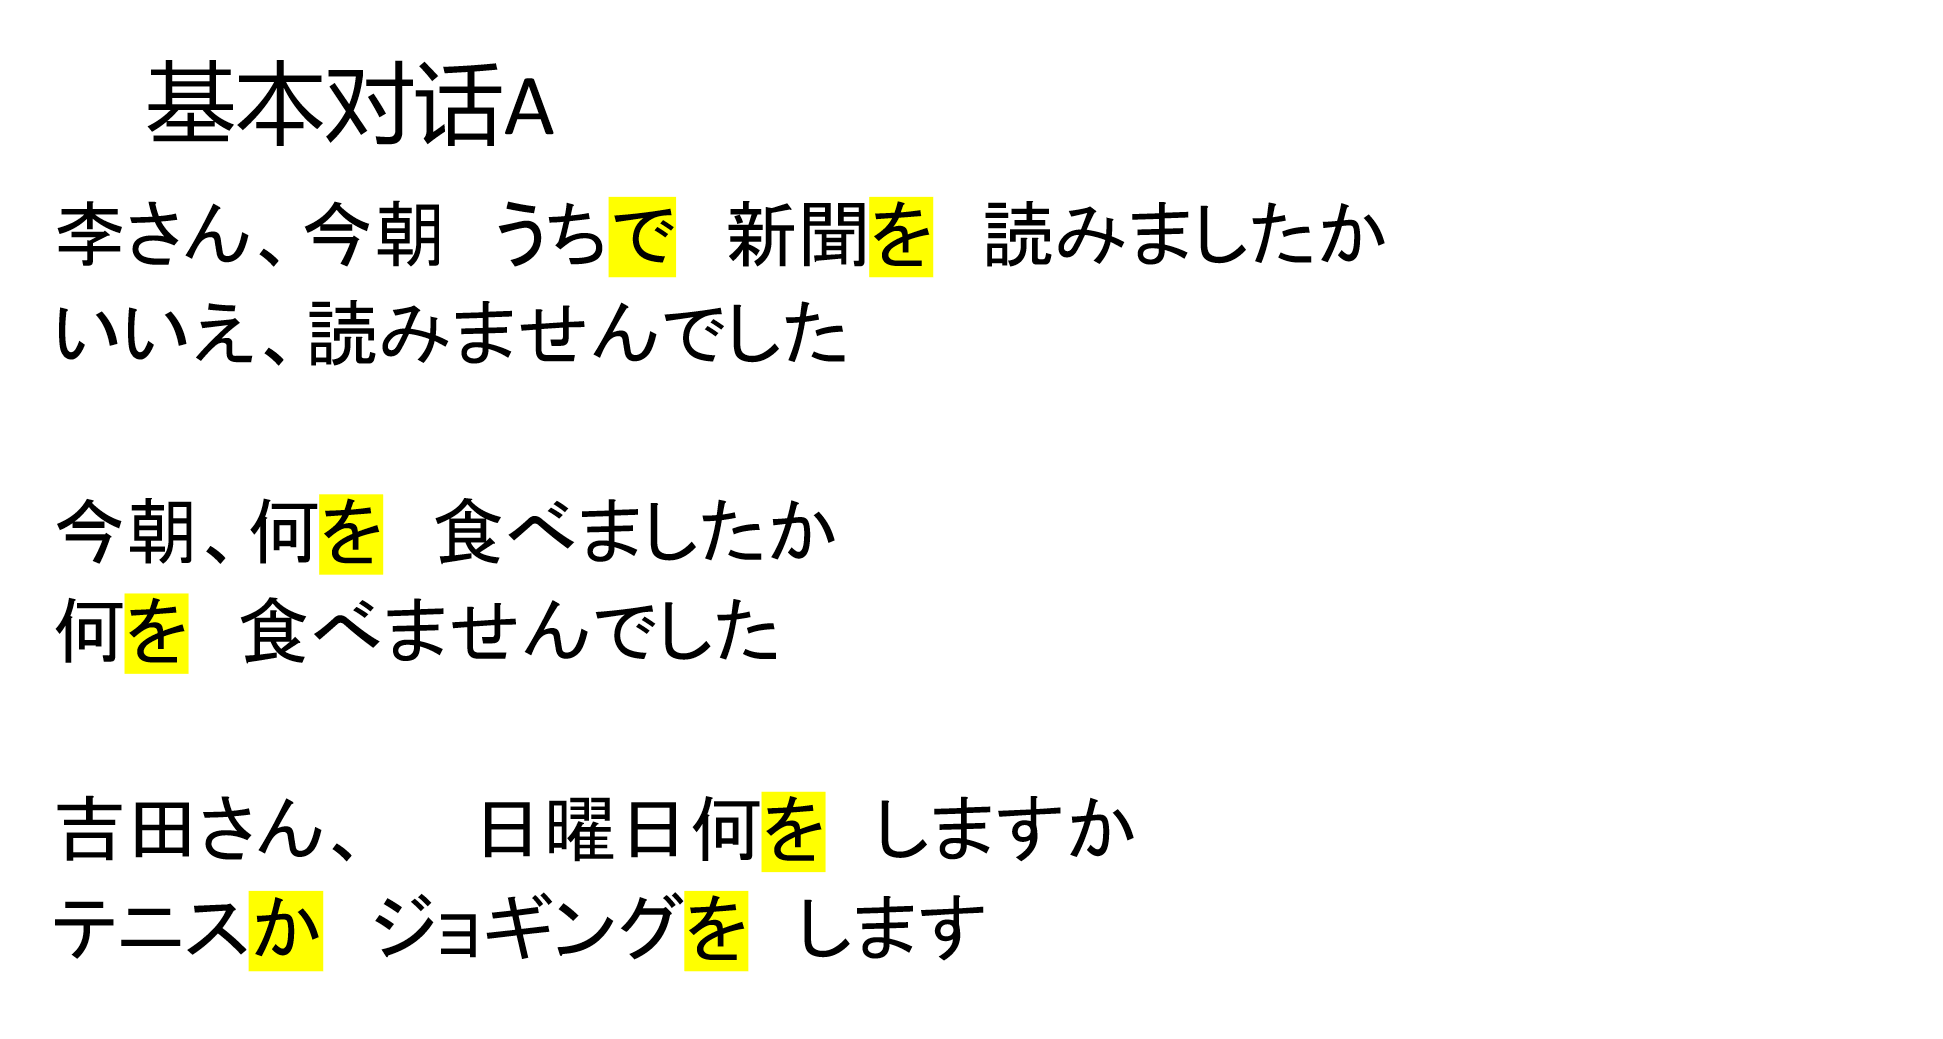 基本对话A
李さん、今朝　うちで　新聞を　読みましたか
いいえ、読みませんでした
今朝、何を　食べましたか
何を　食べませんでした
吉田さん、　　日曜日何を　しますか
テニスか　ジョギングを　します